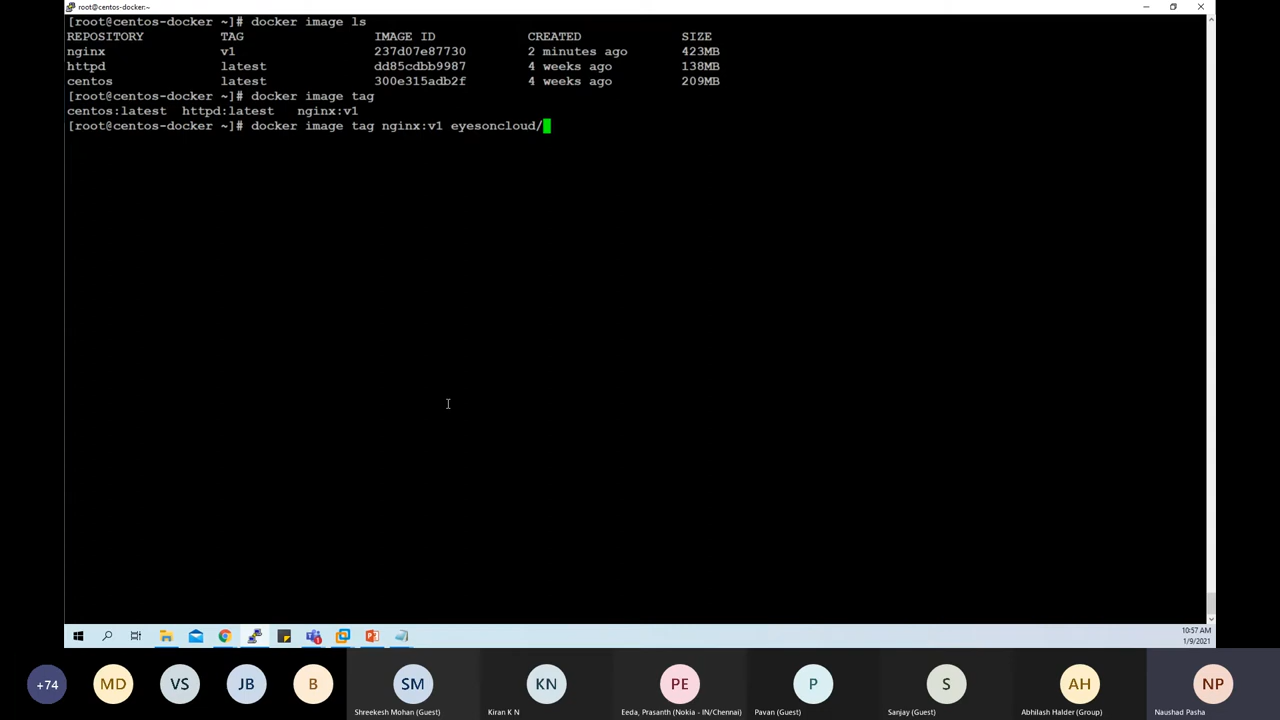 root@centos-docker:~
[root@centos-docker ~]# docker image ls
REPOSITORY TAG IMAGE ID CREATED SIZE
nginx v1 237d07e87730 2 minutes ago 423MB
httpd latest dd85cdbb9987 4 weeks ago 138MB
centos latest 300e315adb2f 4 weeks ago 209MB
[root@centos-docker ~]# docker image tag
centos:latest httpd:latest nginx:v1
[root@centos-docker ~]# docker image tag nginx:v1 eyesoncloud/
10:57 AM
1/9/2021
+74 MD VS JB B SM KN PE P S AH NP
Shreekesh Mohan (Guest) Kiran K N Eeda, Prasanth (Nokia - IN/Chennai) Pavan (Guest) Sanjay (Guest) Abhilash Halder (Group) Naushad Pasha